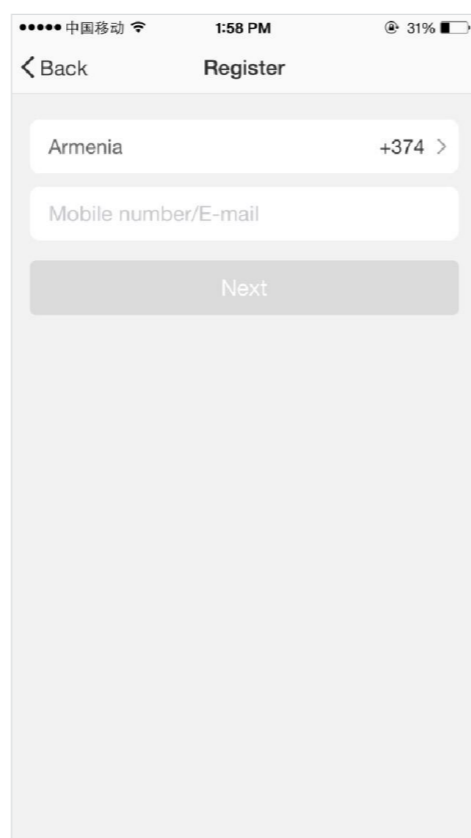 中国移动 1:58 PM 31%
Back Register
Armenia +374
Mobile number/E-mail
Next